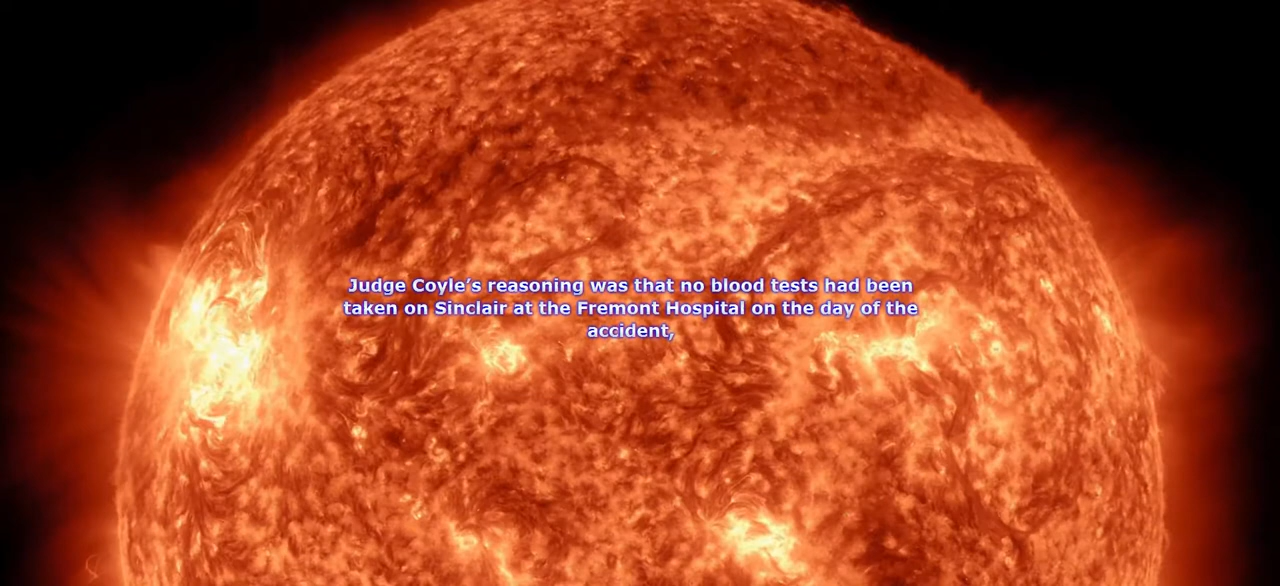 Judge Coyle’s reasoning was that no blood tests had been
taken on Sinclair at the Fremont Hospital on the day of the
accident,